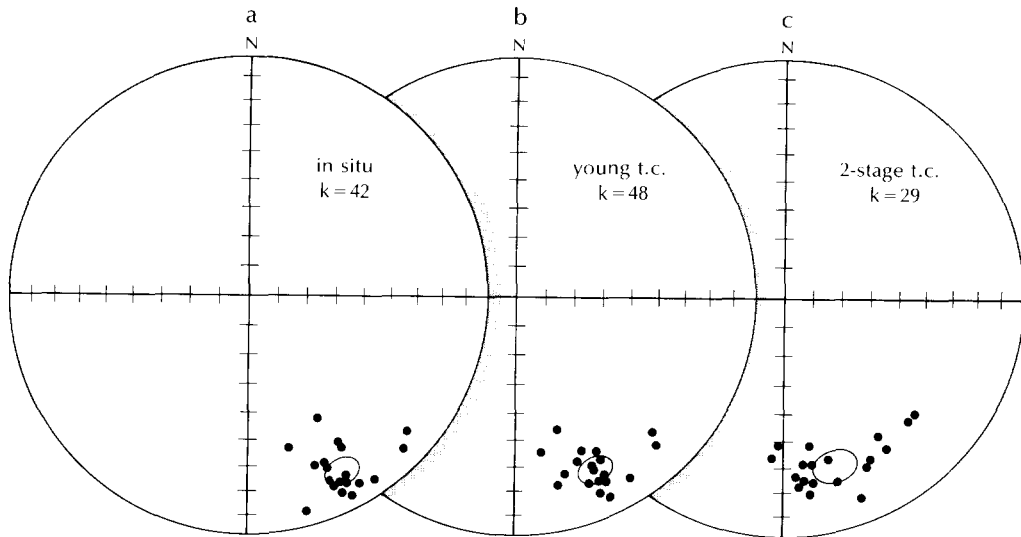 a
N
in situ
k = 42
b
N
young t.c.
k = 48
c
N
2-stage t.c.
k = 29